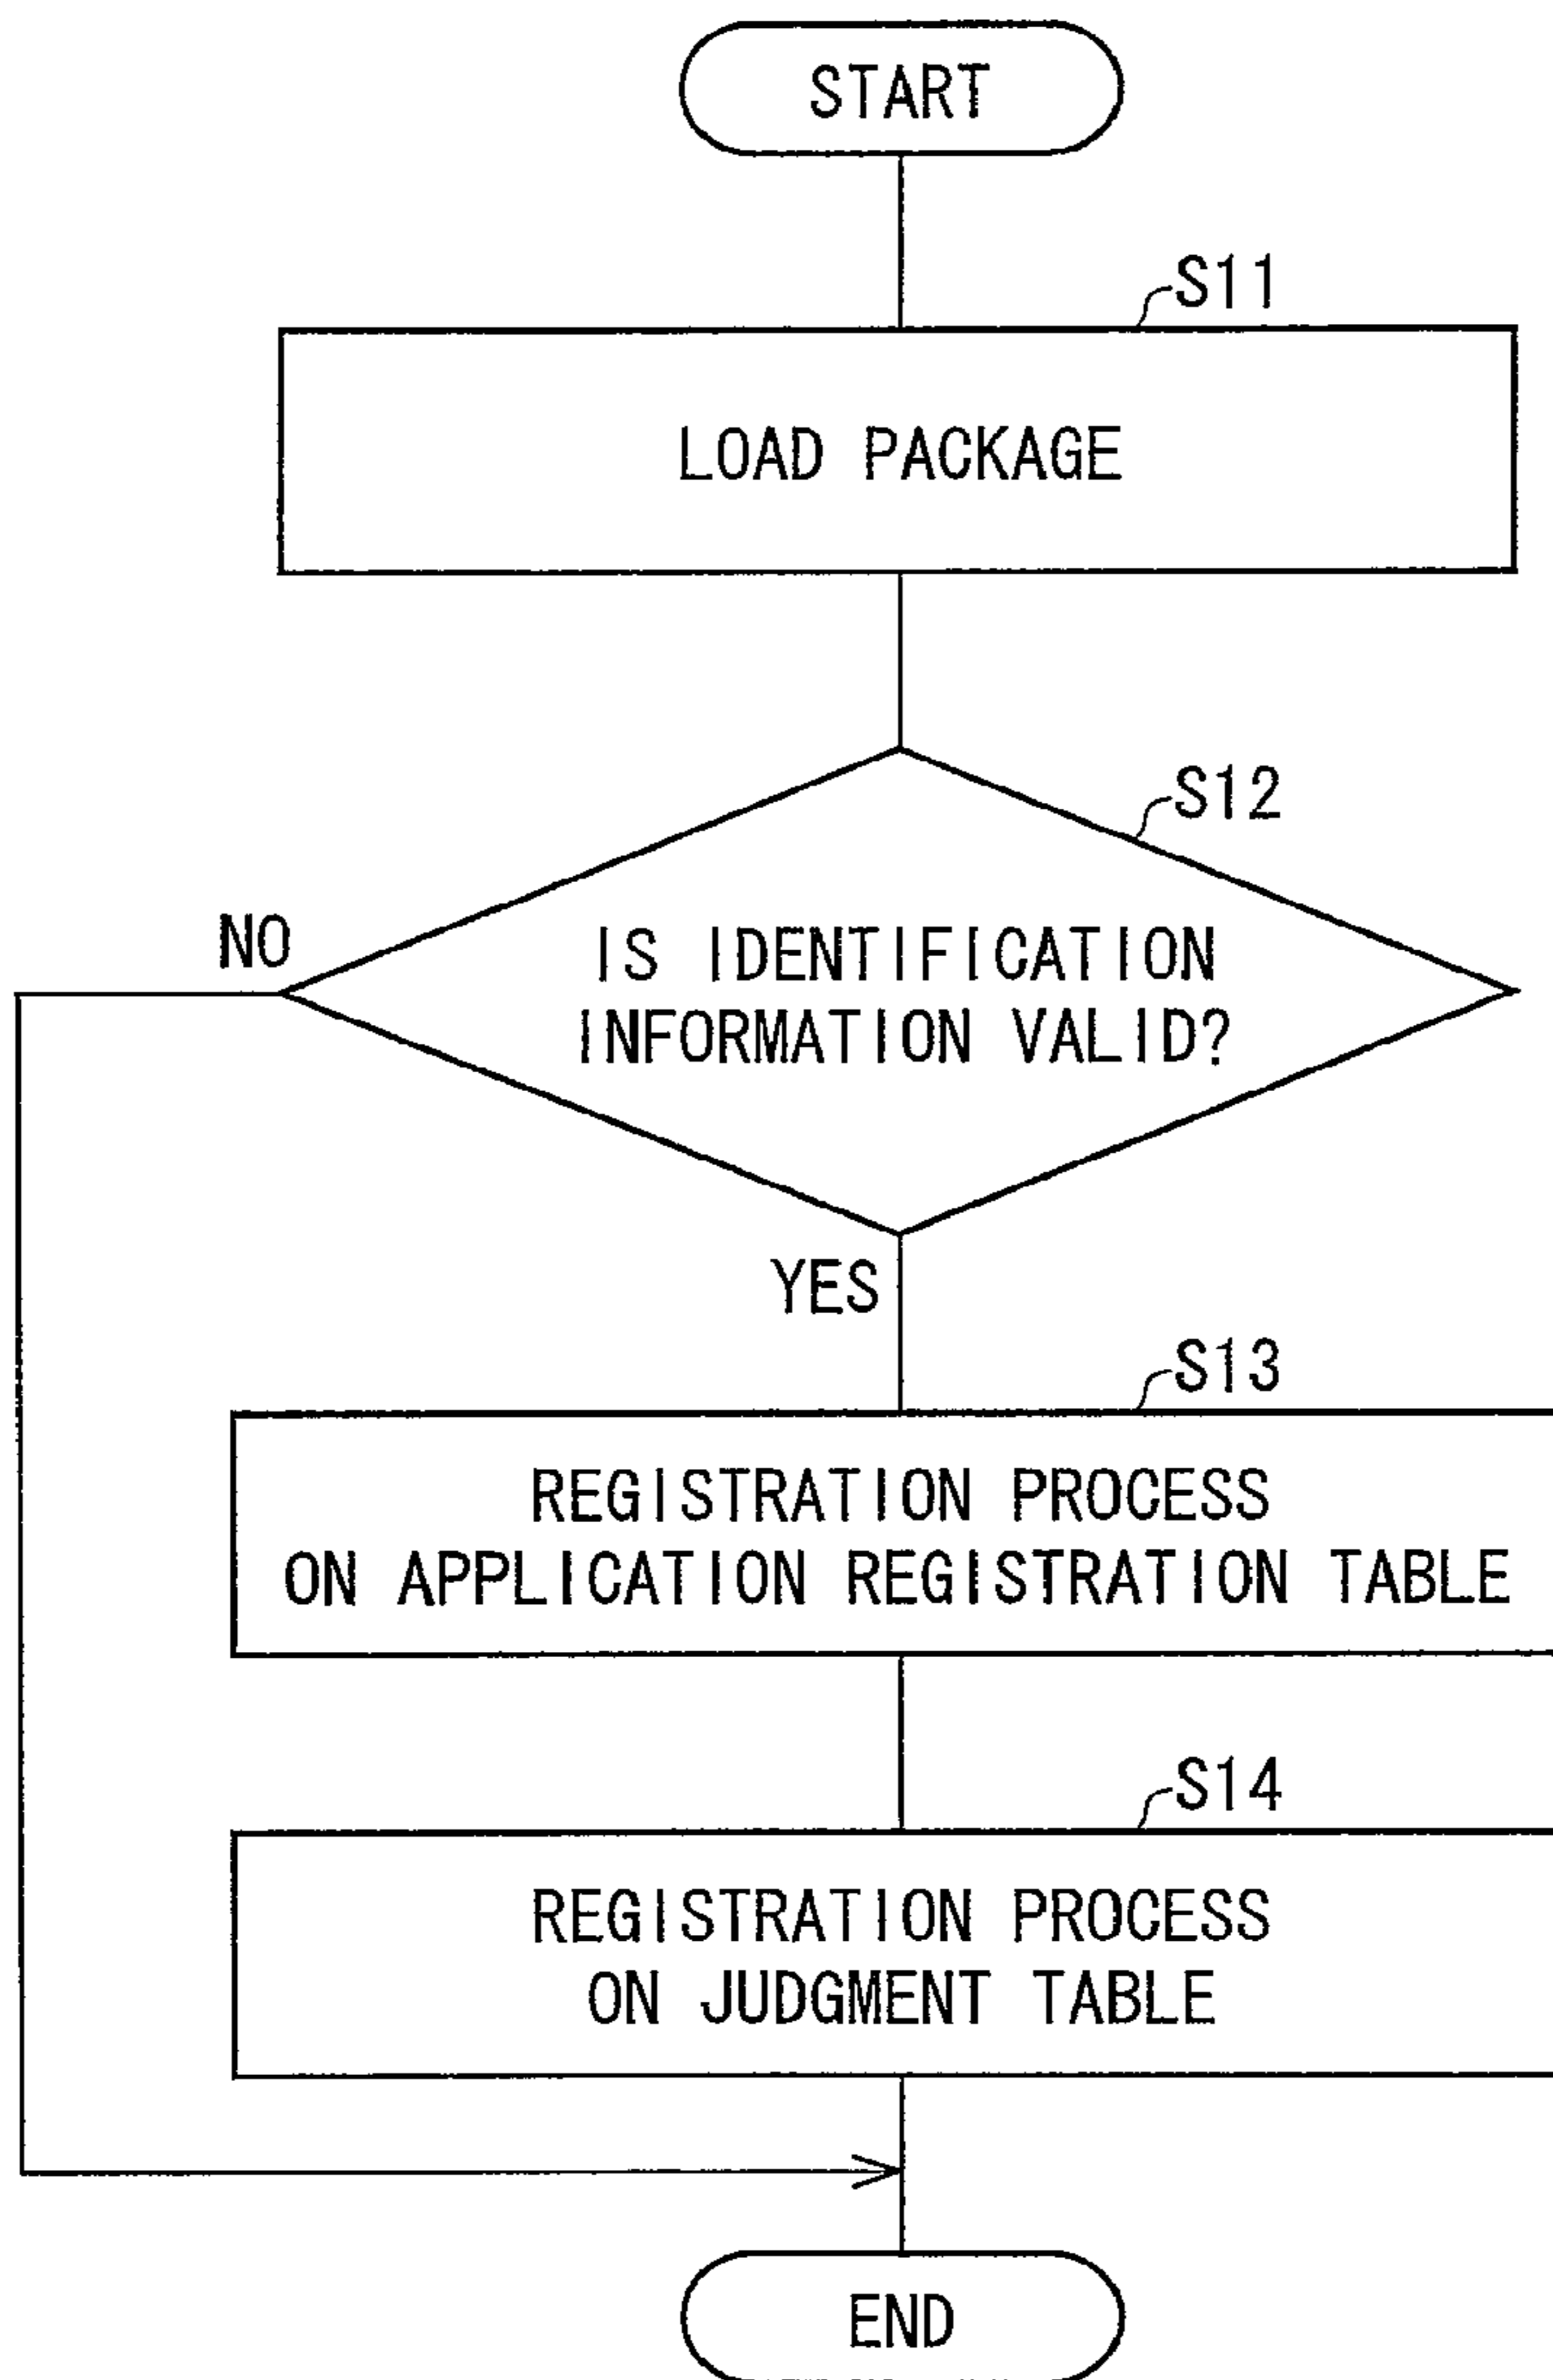 START
S11
LOAD PACKAGE
S12
NO
IS IDENTIFICATION
INFORMATION VALID?
YES
S13
REGISTRATION PROCESS
ON APPLICATION REGISTRATION TABLE
S14
REGISTRATION PROCESS
ON JUDGMENT TABLE
END